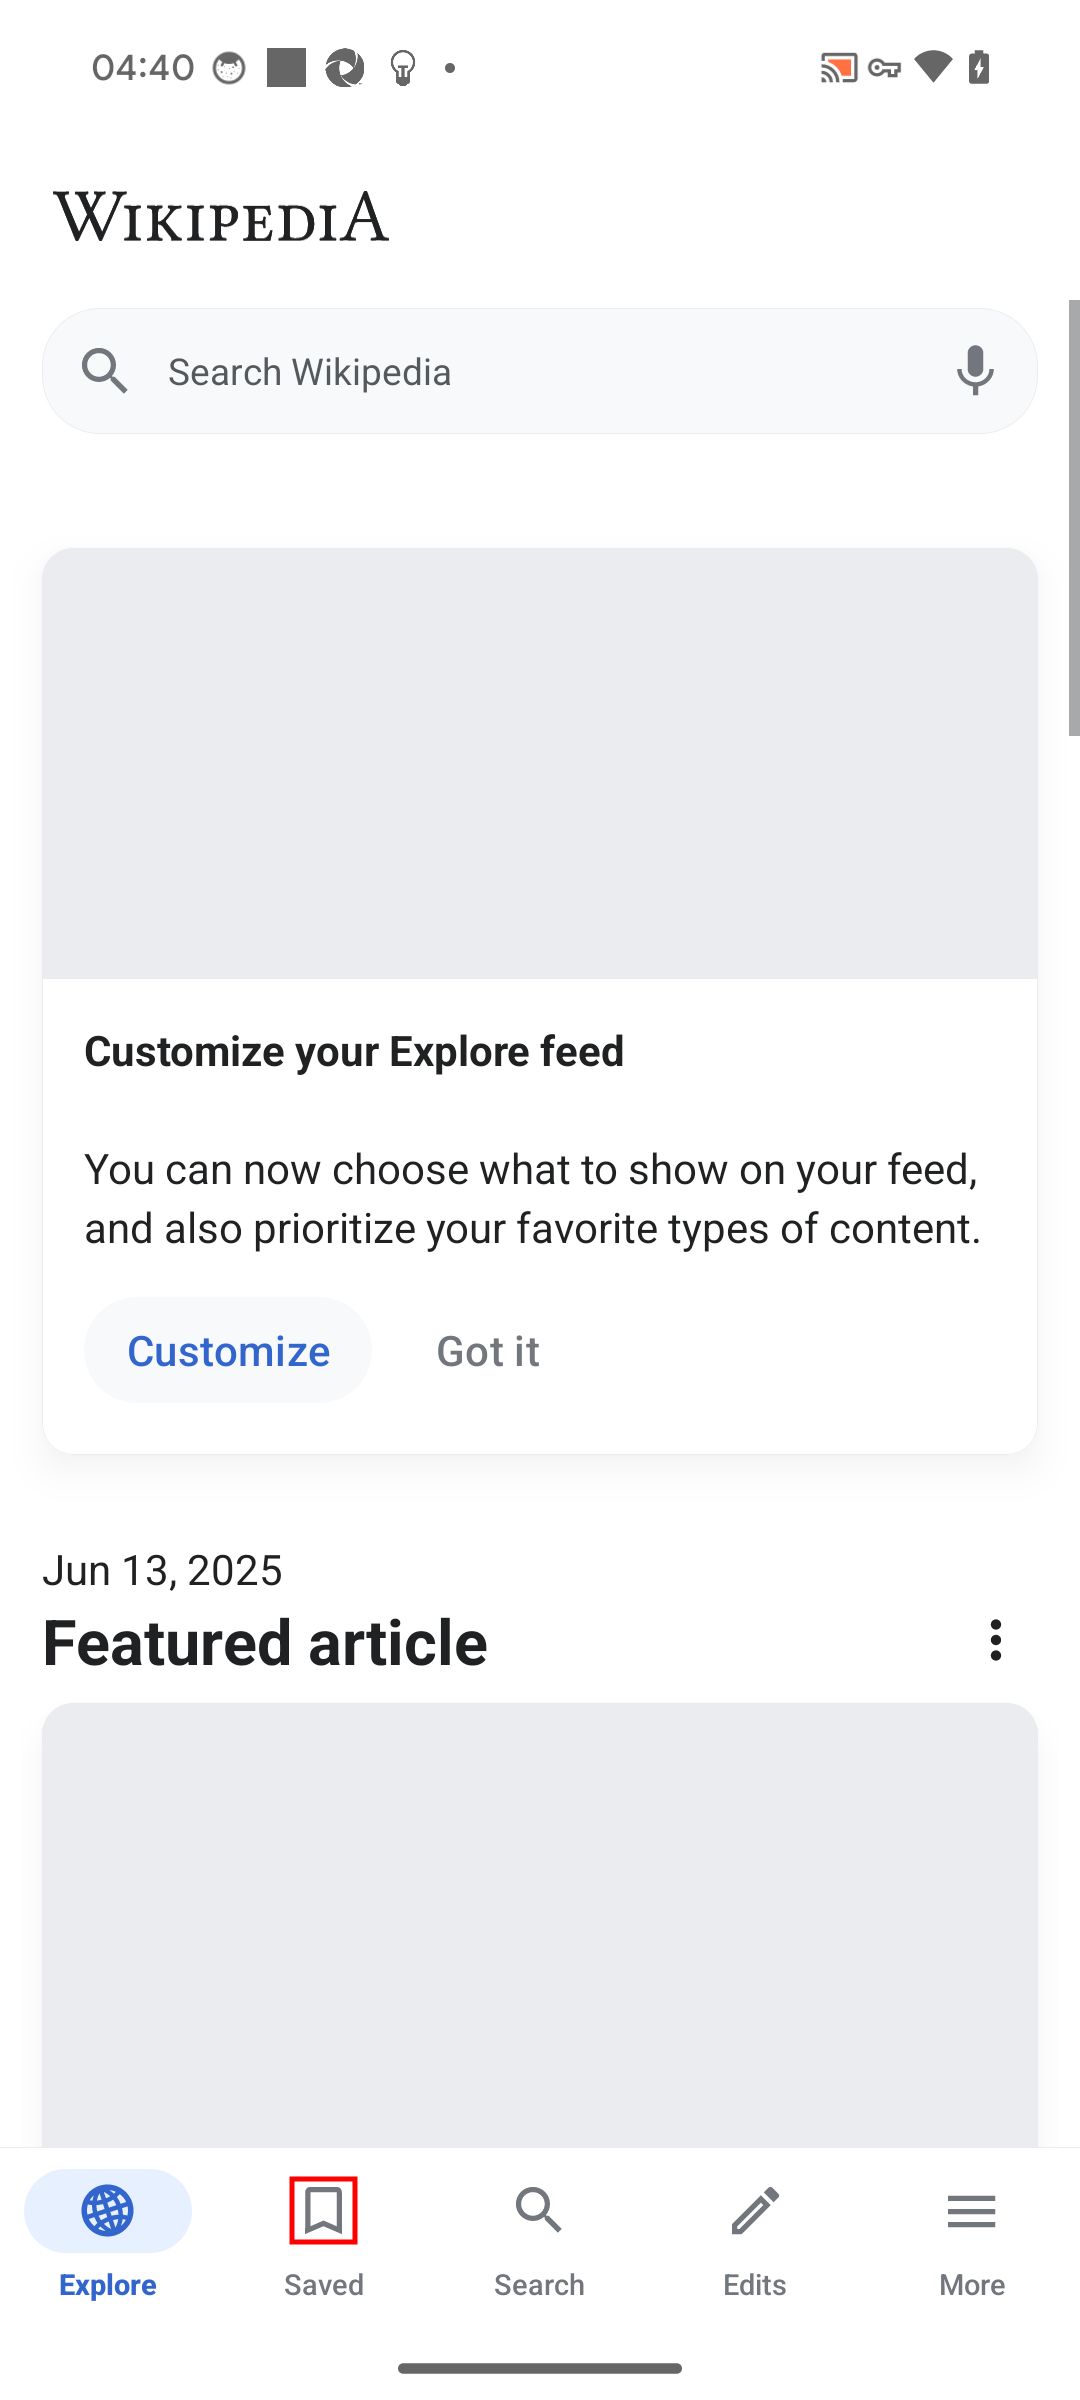 04:40
WIKIPEDIA
Search Wikipedia
Customize your Explore feed
You can now choose what to show on your feed,
and also prioritize your favorite types of content.
Customize Got it
Jun 13, 2025
Featured article
Explore Saved Search Edits More